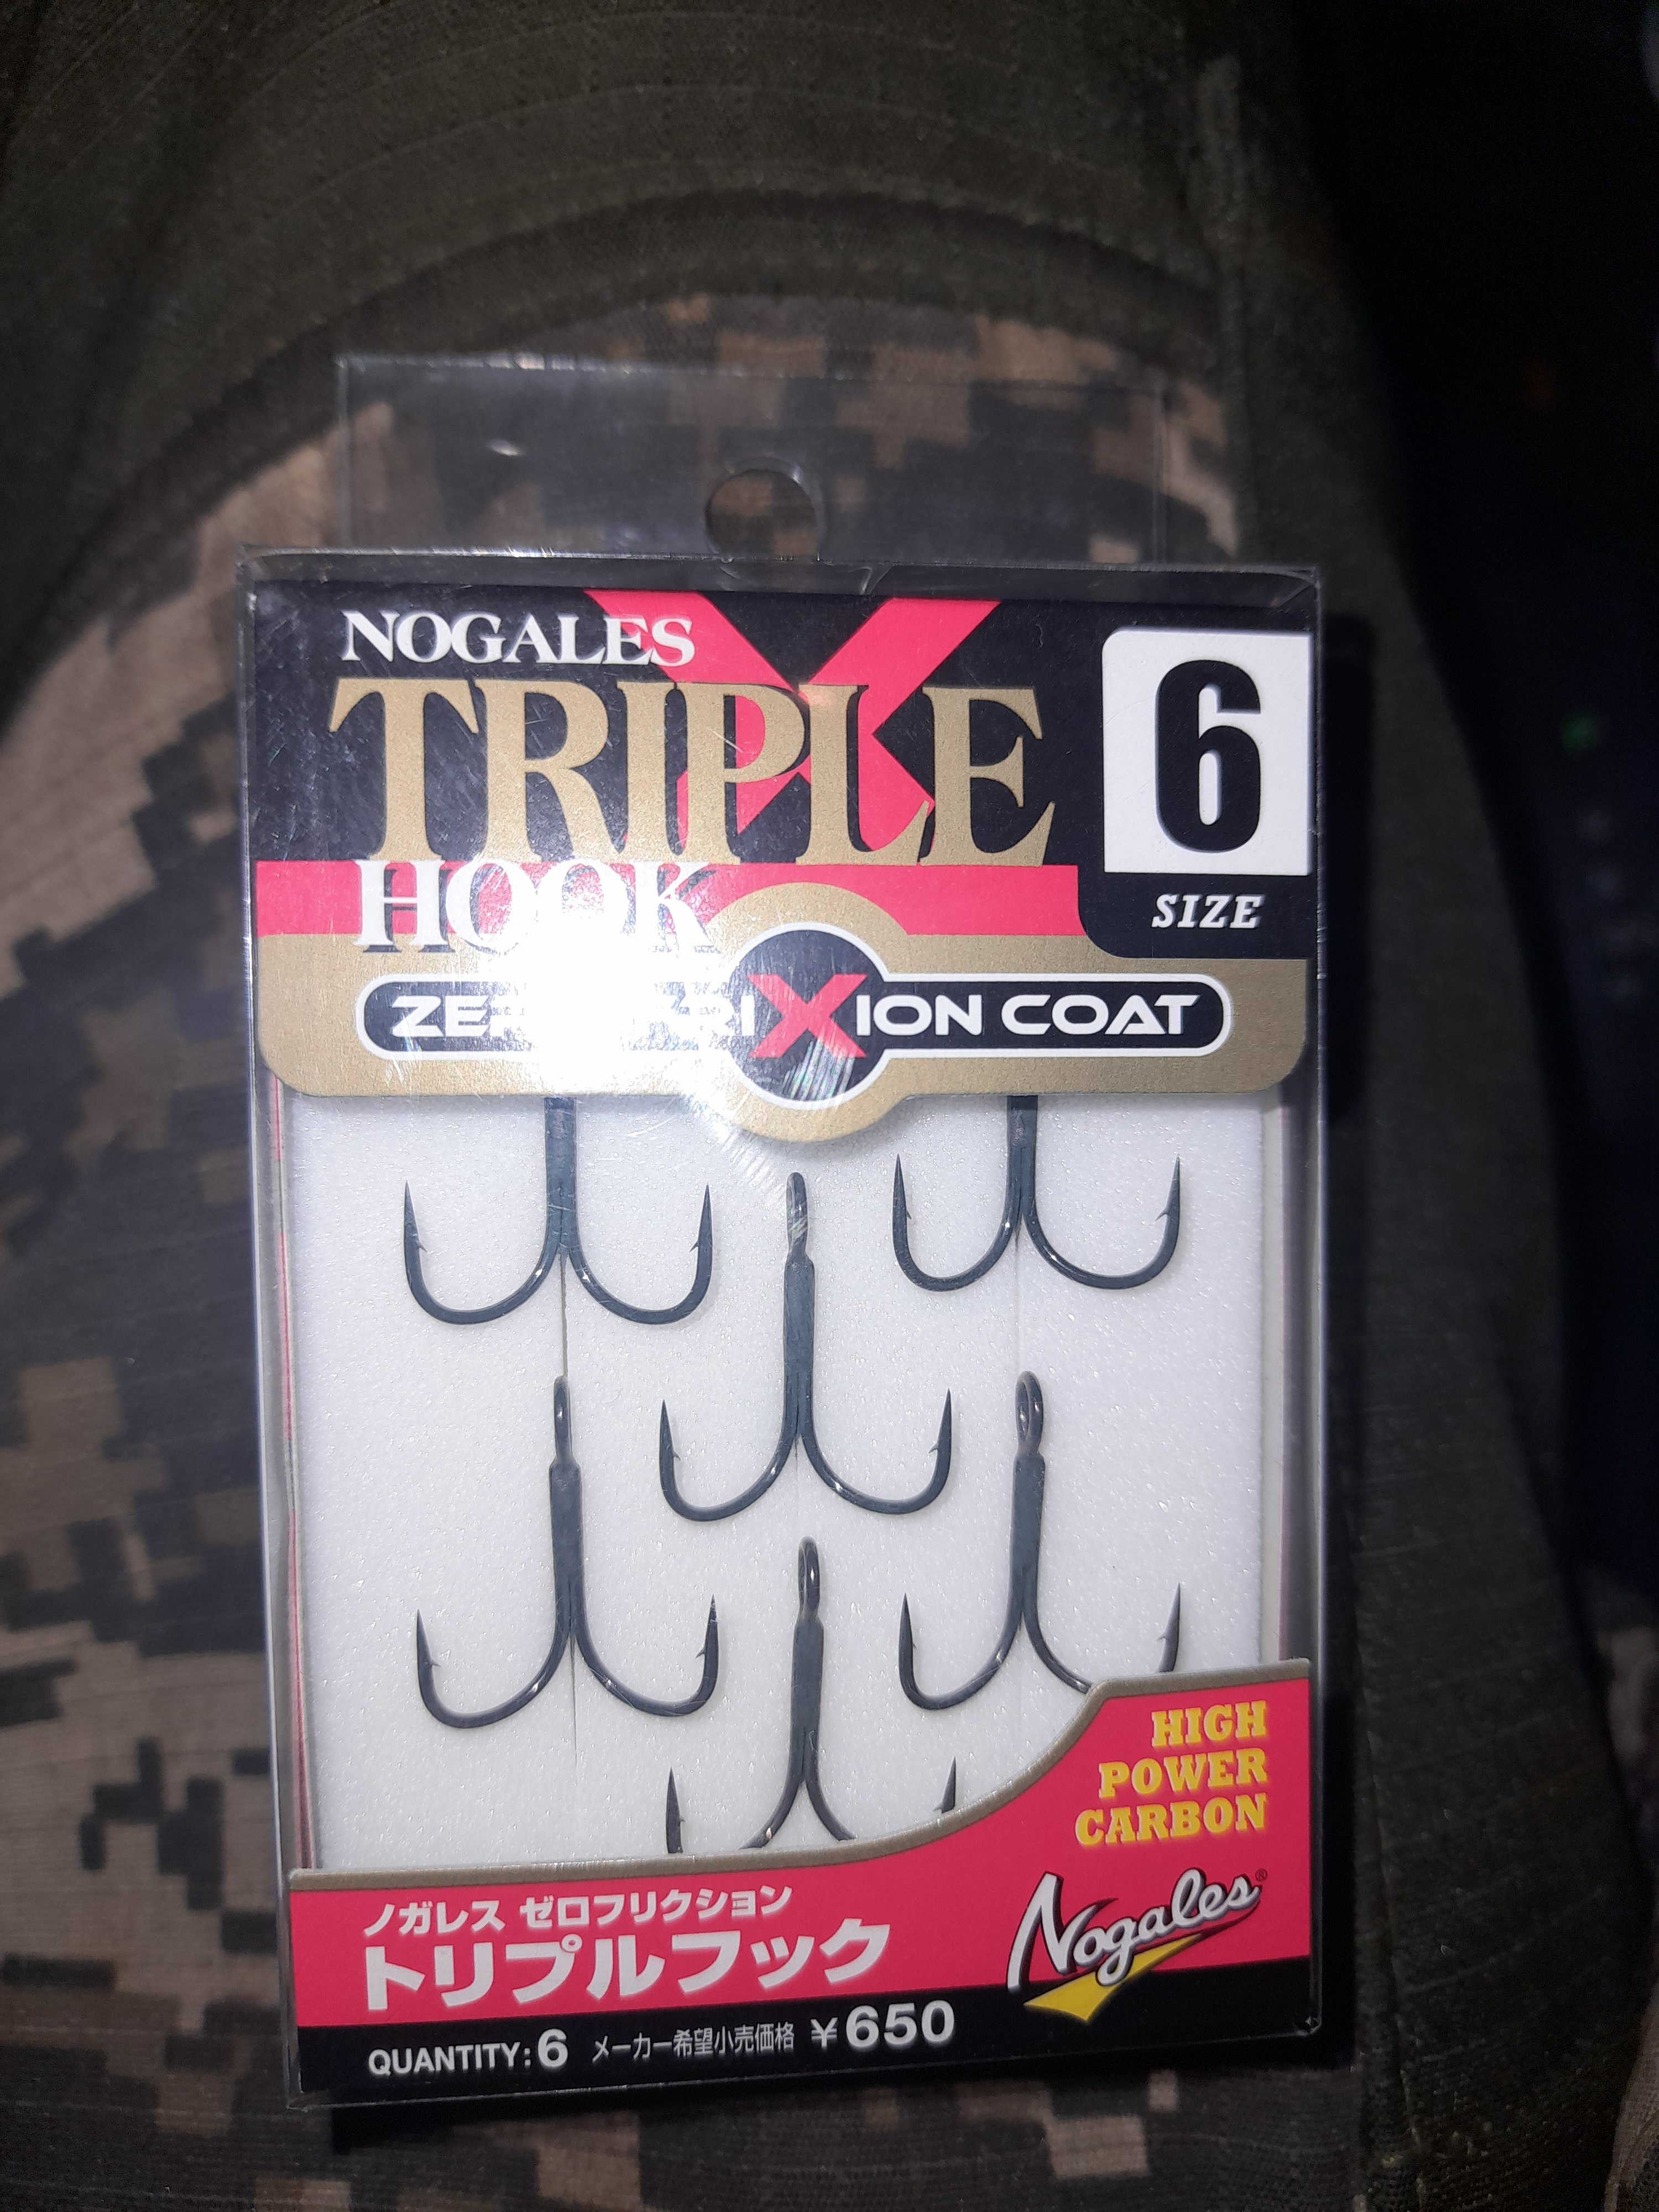 NOGALES
TRIPLE
6
HOOK
SIZE
X
ION COAT
HIGH
POWER
CARBON
ノガレス ゼロフリクション
トリプルフック
Nogales®
QUANTITY:6 メーカー希望小売価格 ¥650